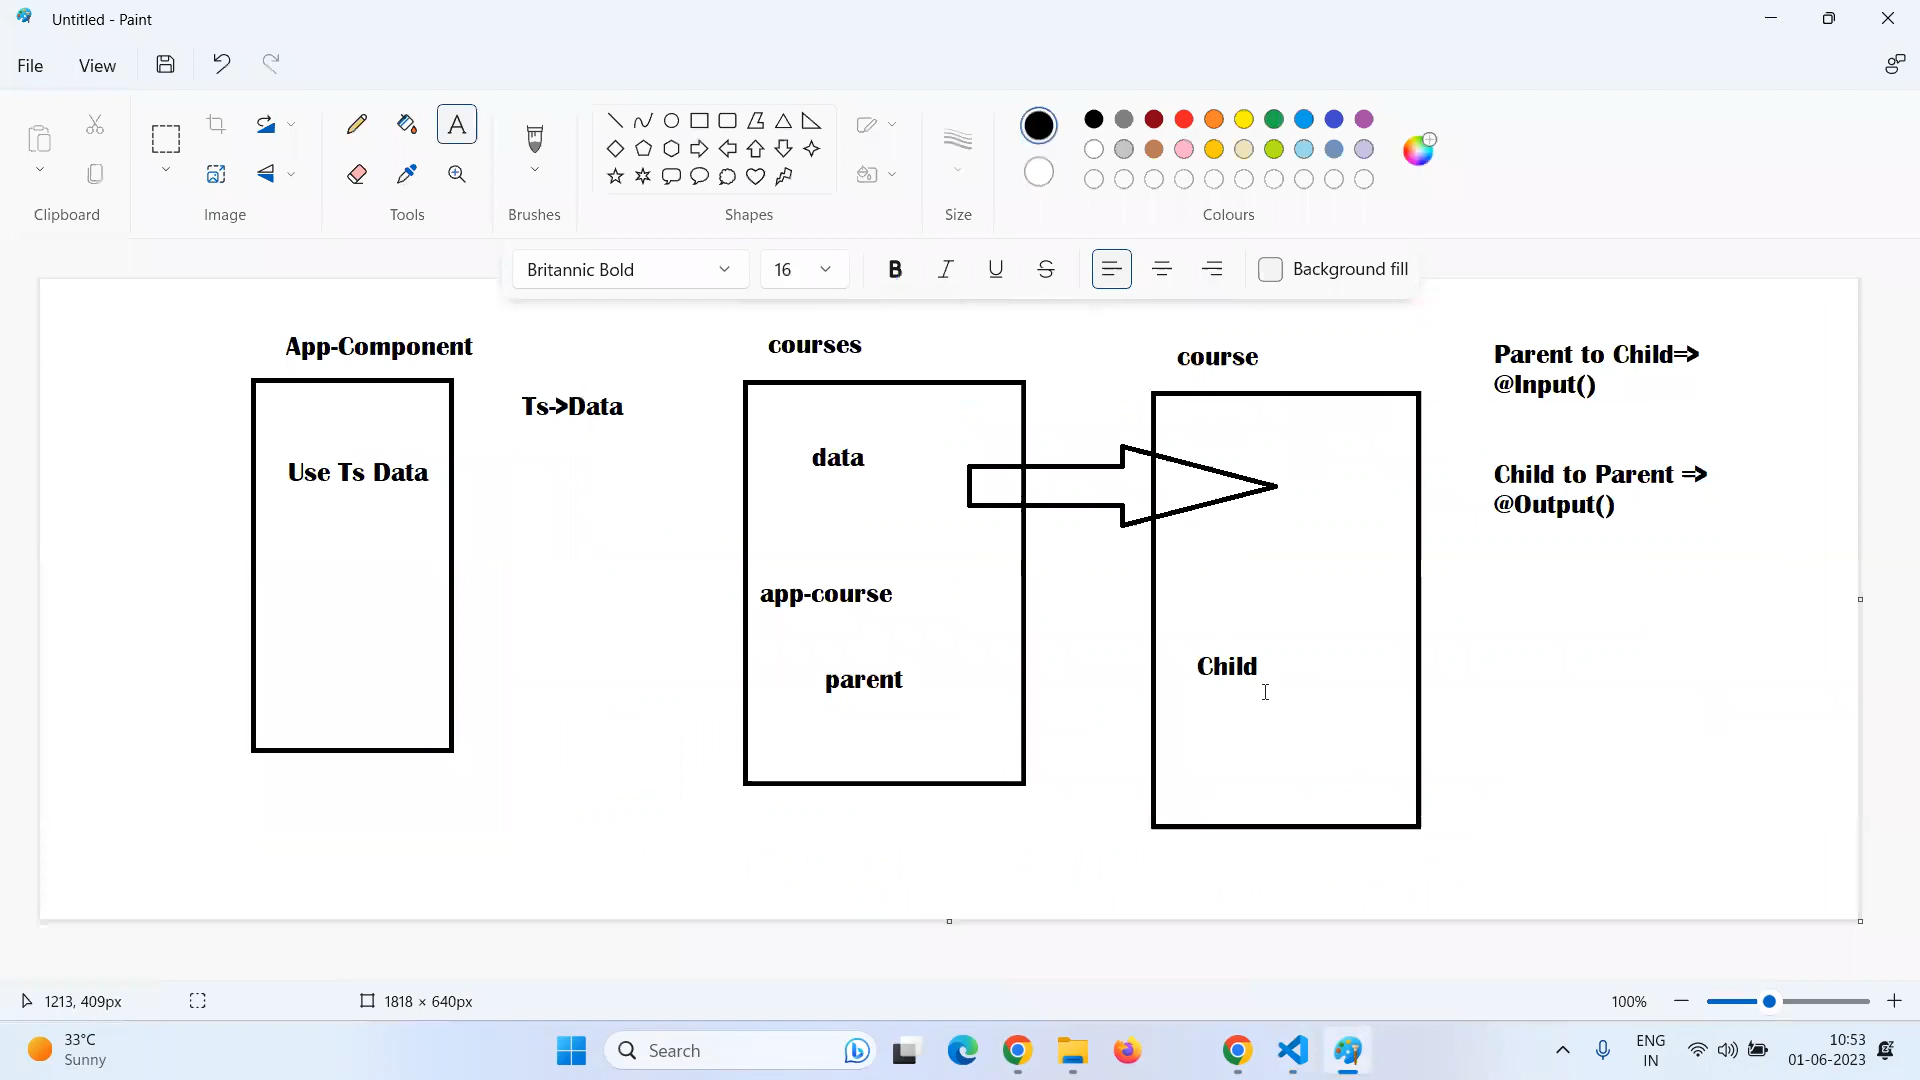 Untitled - Paint
File
View
Clipboard
Image
Tools
Brushes
Shapes
Size
Colours
Britannic Bold
16
B
I
U
S
Background fill
App-Component
courses
course
Parent to Child=>
@Input()
Ts->Data
data
Use Ts Data
Child to Parent =>
@Output()
app-course
Child
parent
1213, 409px
1818 × 640px
100%
33°C
Sunny
Search
ENG
IN
10:53
01-06-2023